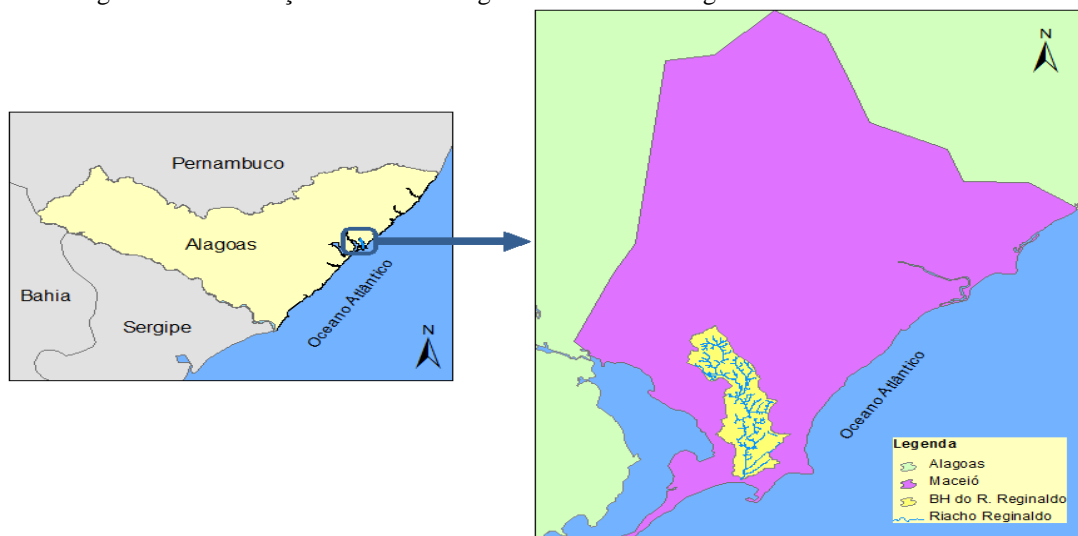 Pernambuco
Alagoas
Bahia
Sergipe
Oceano Atlântico
N
N
Oceano Atlântico
Legenda
Alagoas
Maceió
BH do R. Reginaldo
Riacho Reginaldo